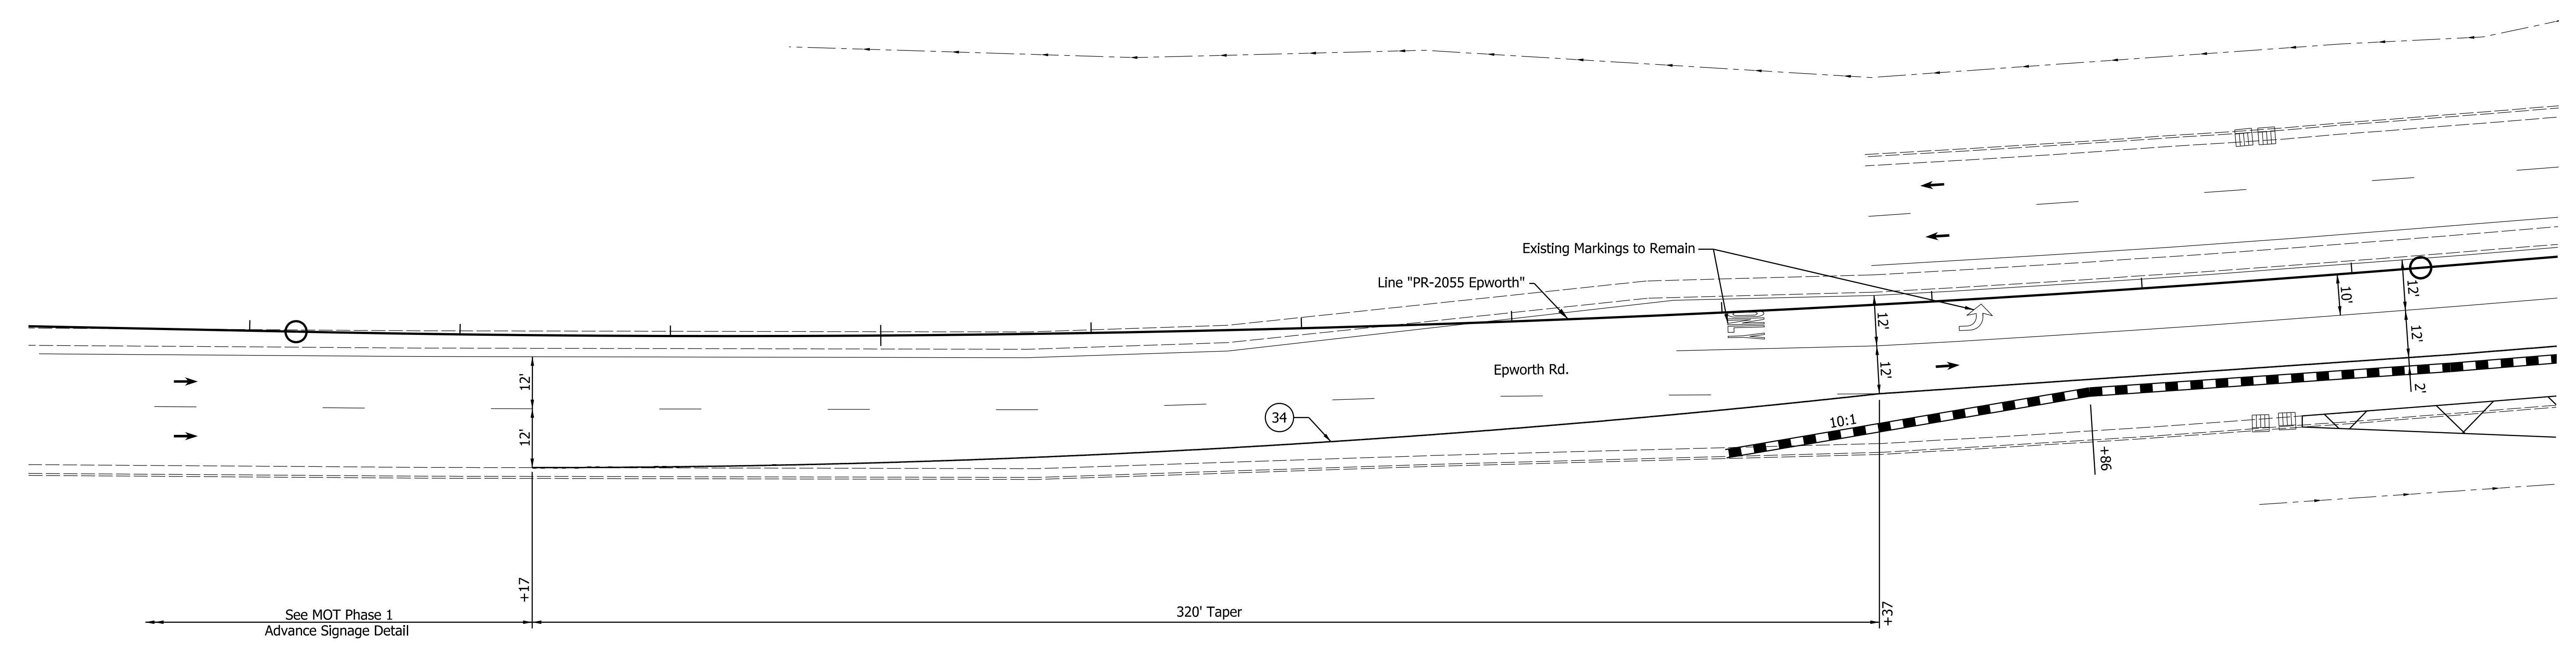 Existing Markings to Remain
Line "PR-2055 Epworth"
ONLY
12'
12'
10'
12'
12'
2'
Epworth Rd.
12'
12'
34
10:1
+86
+17
+37
See MOT Phase 1
Advance Signage Detail
320' Taper